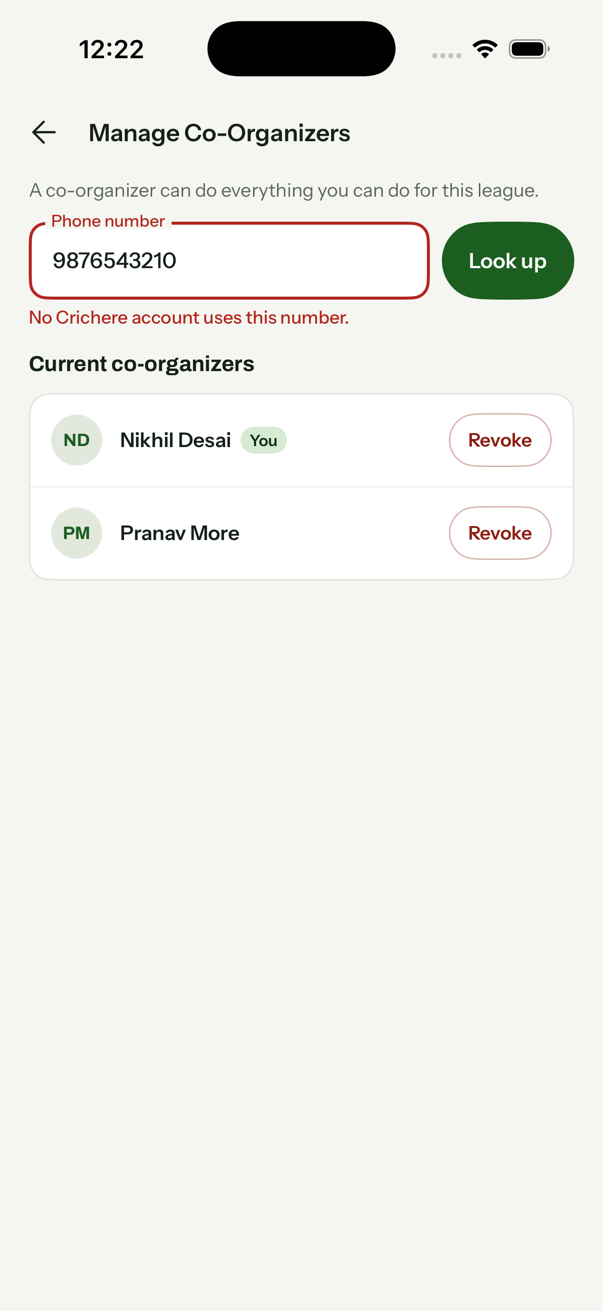 12:22
Manage Co-Organizers
A co-organizer can do everything you can do for this league.
Phone number
9876543210
Look up
No Crichere account uses this number.
Current co-organizers
ND Nikhil Desai You Revoke
PM Pranav More Revoke